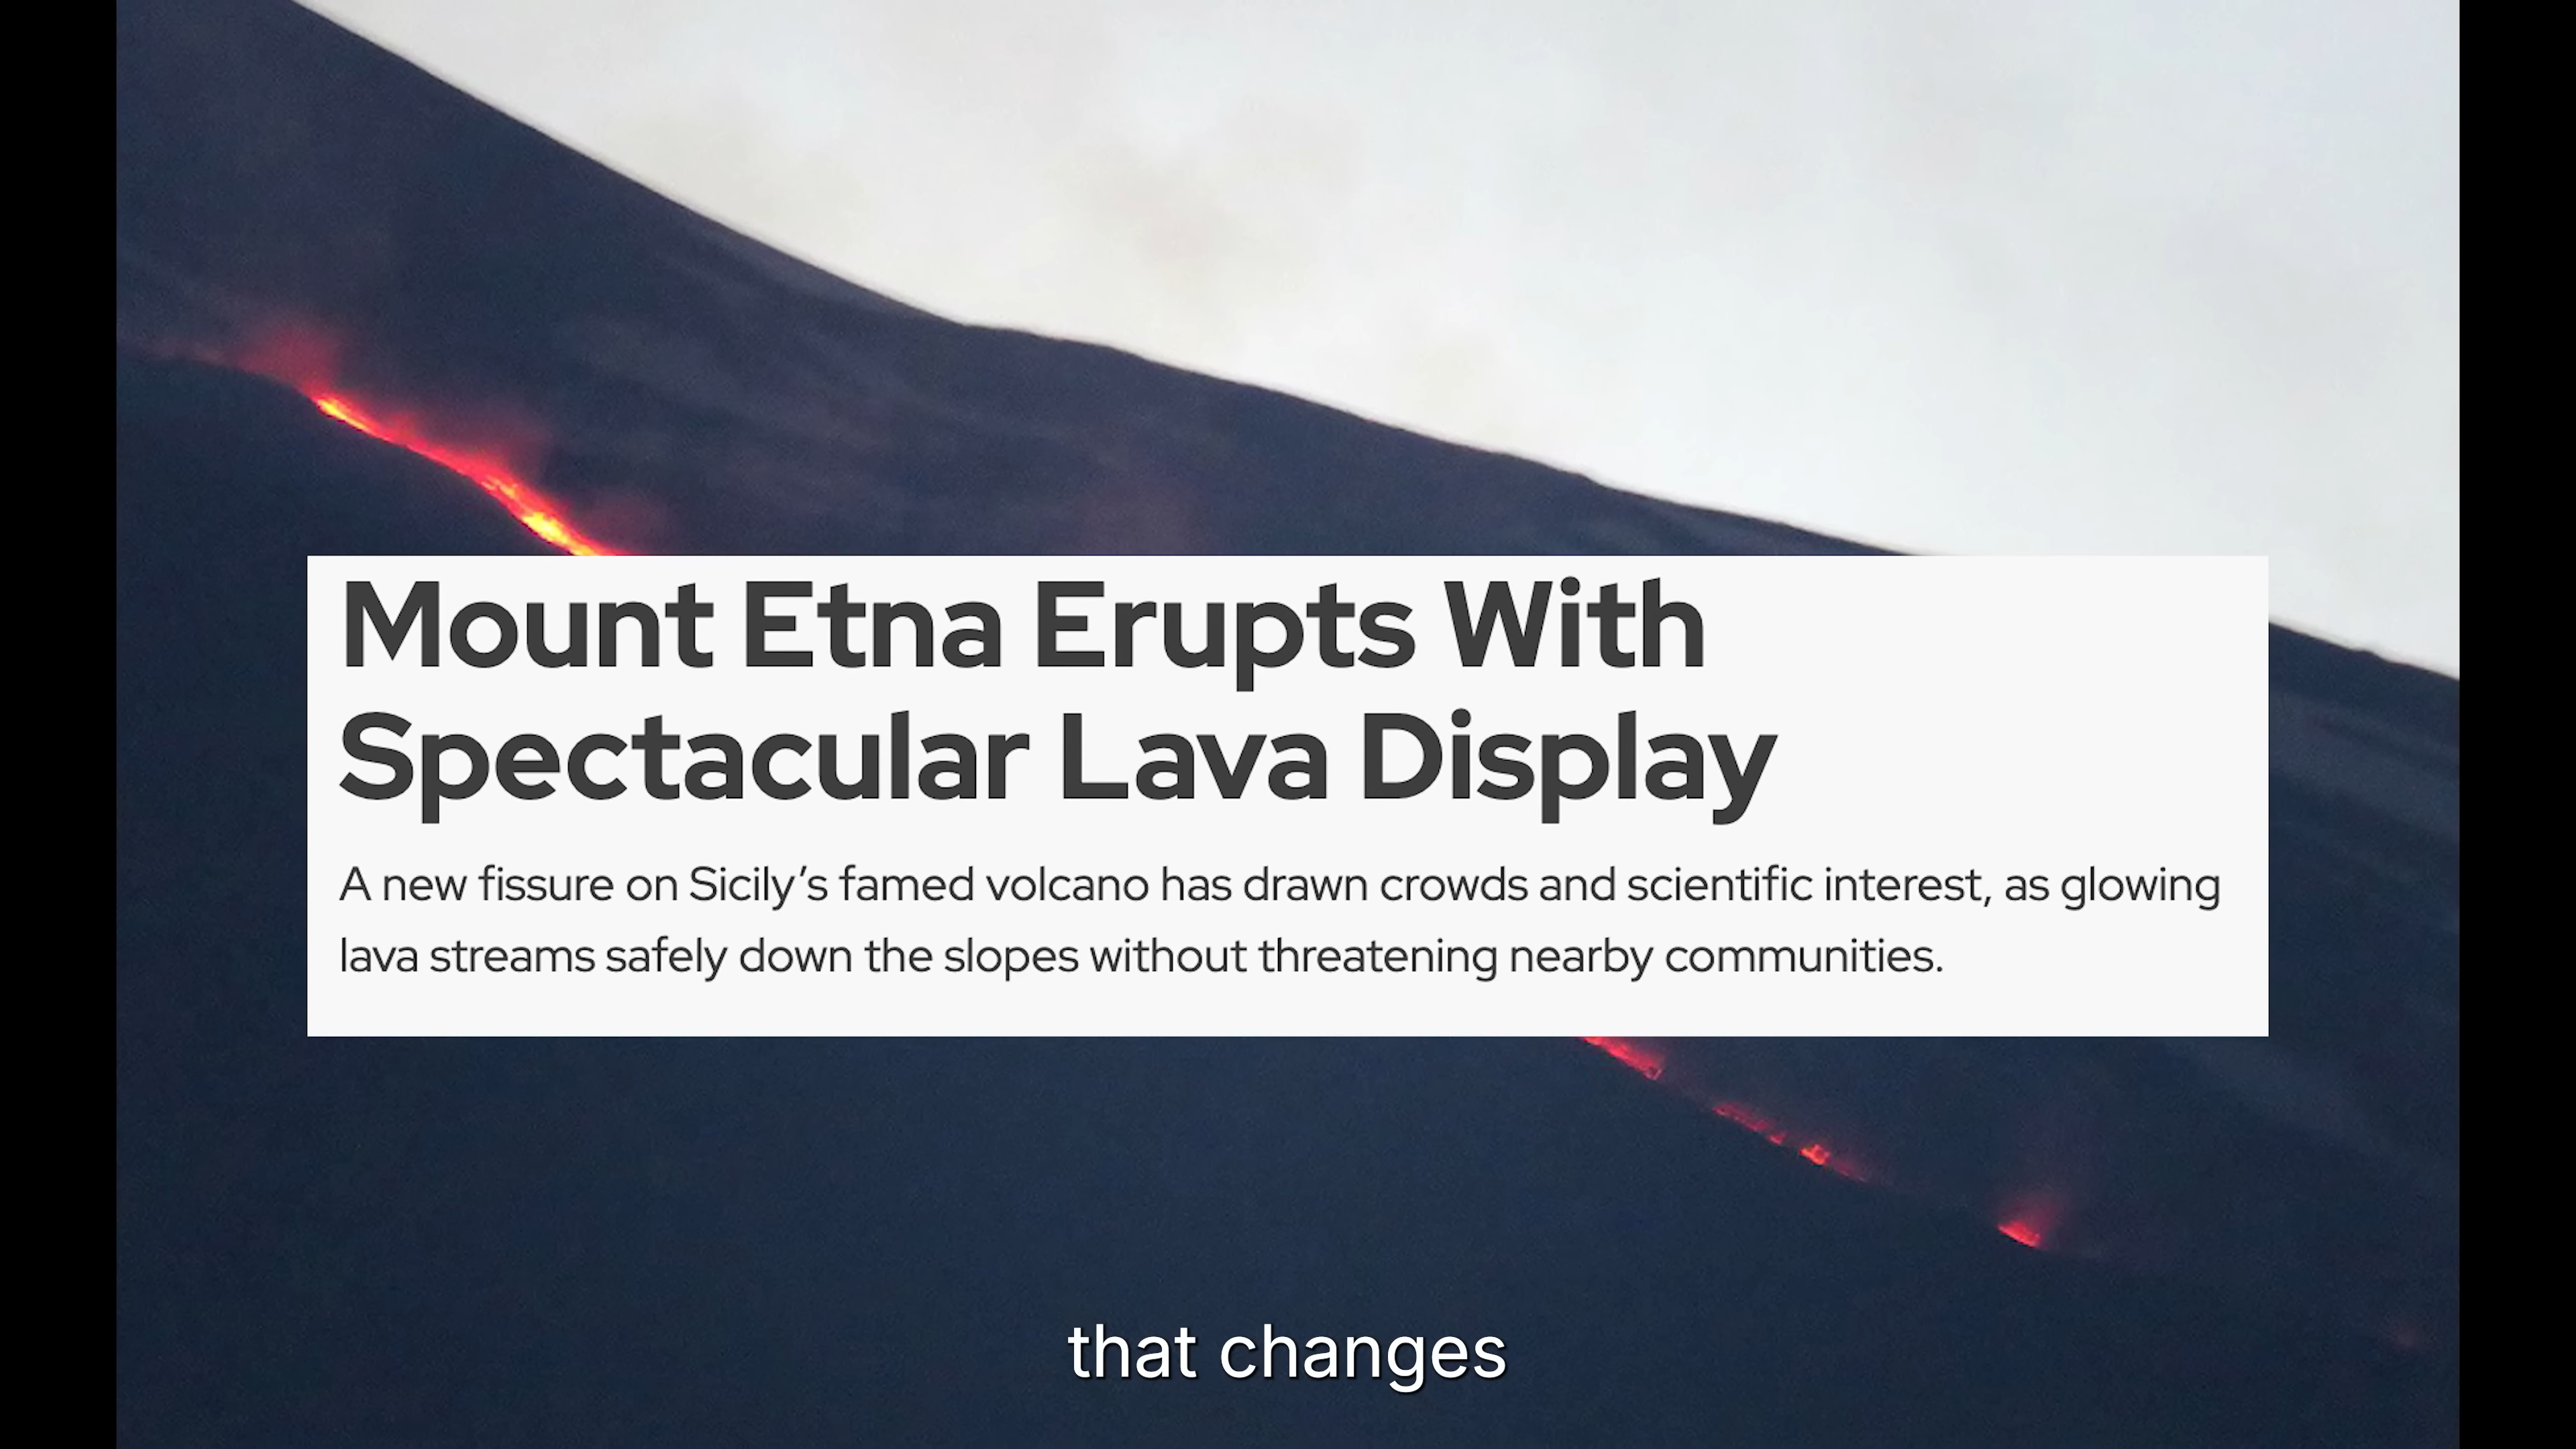 Mount Etna Erupts With
Spectacular Lava Display
A new fissure on Sicily’s famed volcano has drawn crowds and scientific interest, as glowing
lava streams safely down the slopes without threatening nearby communities.
that changes